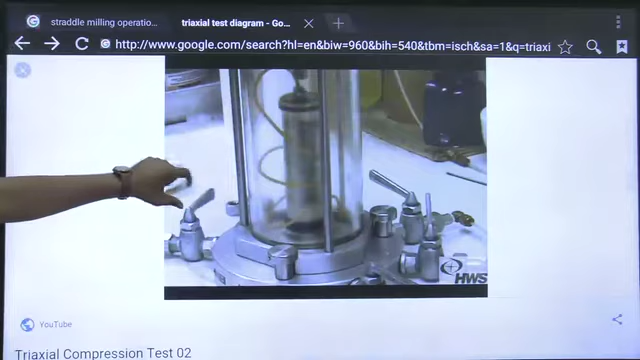 straddle milling operatio...
triaxial test diagram - Go...
http://www.google.com/search?hl=en&biw=960&bih=540&tbm=isch&sa=1&q=triaxi
HWS
YouTube
Triaxial Compression Test 02